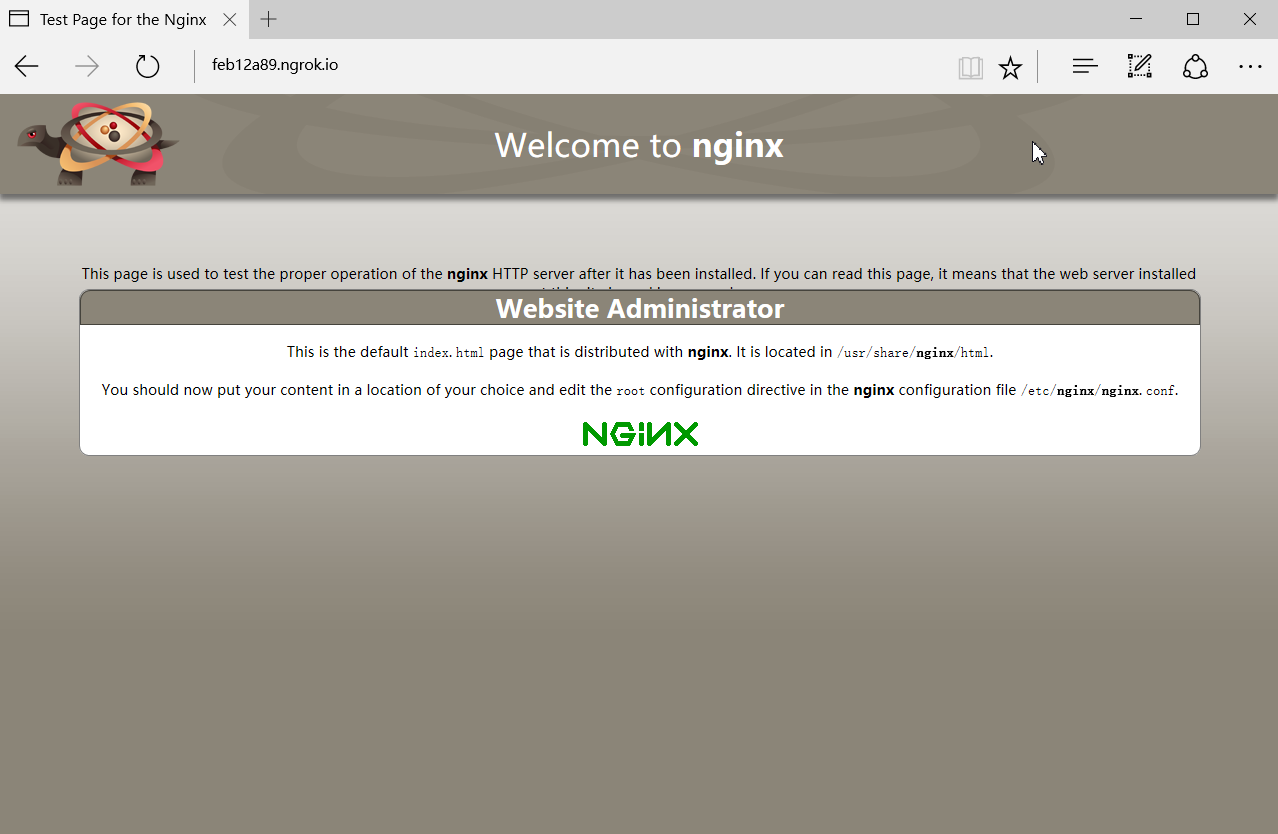 Test Page for the Nginx
feb12a89.ngrok.io
Welcome to nginx
This page is used to test the proper operation of the nginx HTTP server after it has been installed. If you can read this page, it means that the web server installed
Website Administrator
This is the default index.html page that is distributed with nginx. It is located in /usr/share/nginx/html.
You should now put your content in a location of your choice and edit the root configuration directive in the nginx configuration file /etc/nginx/nginx.conf.
NGINX